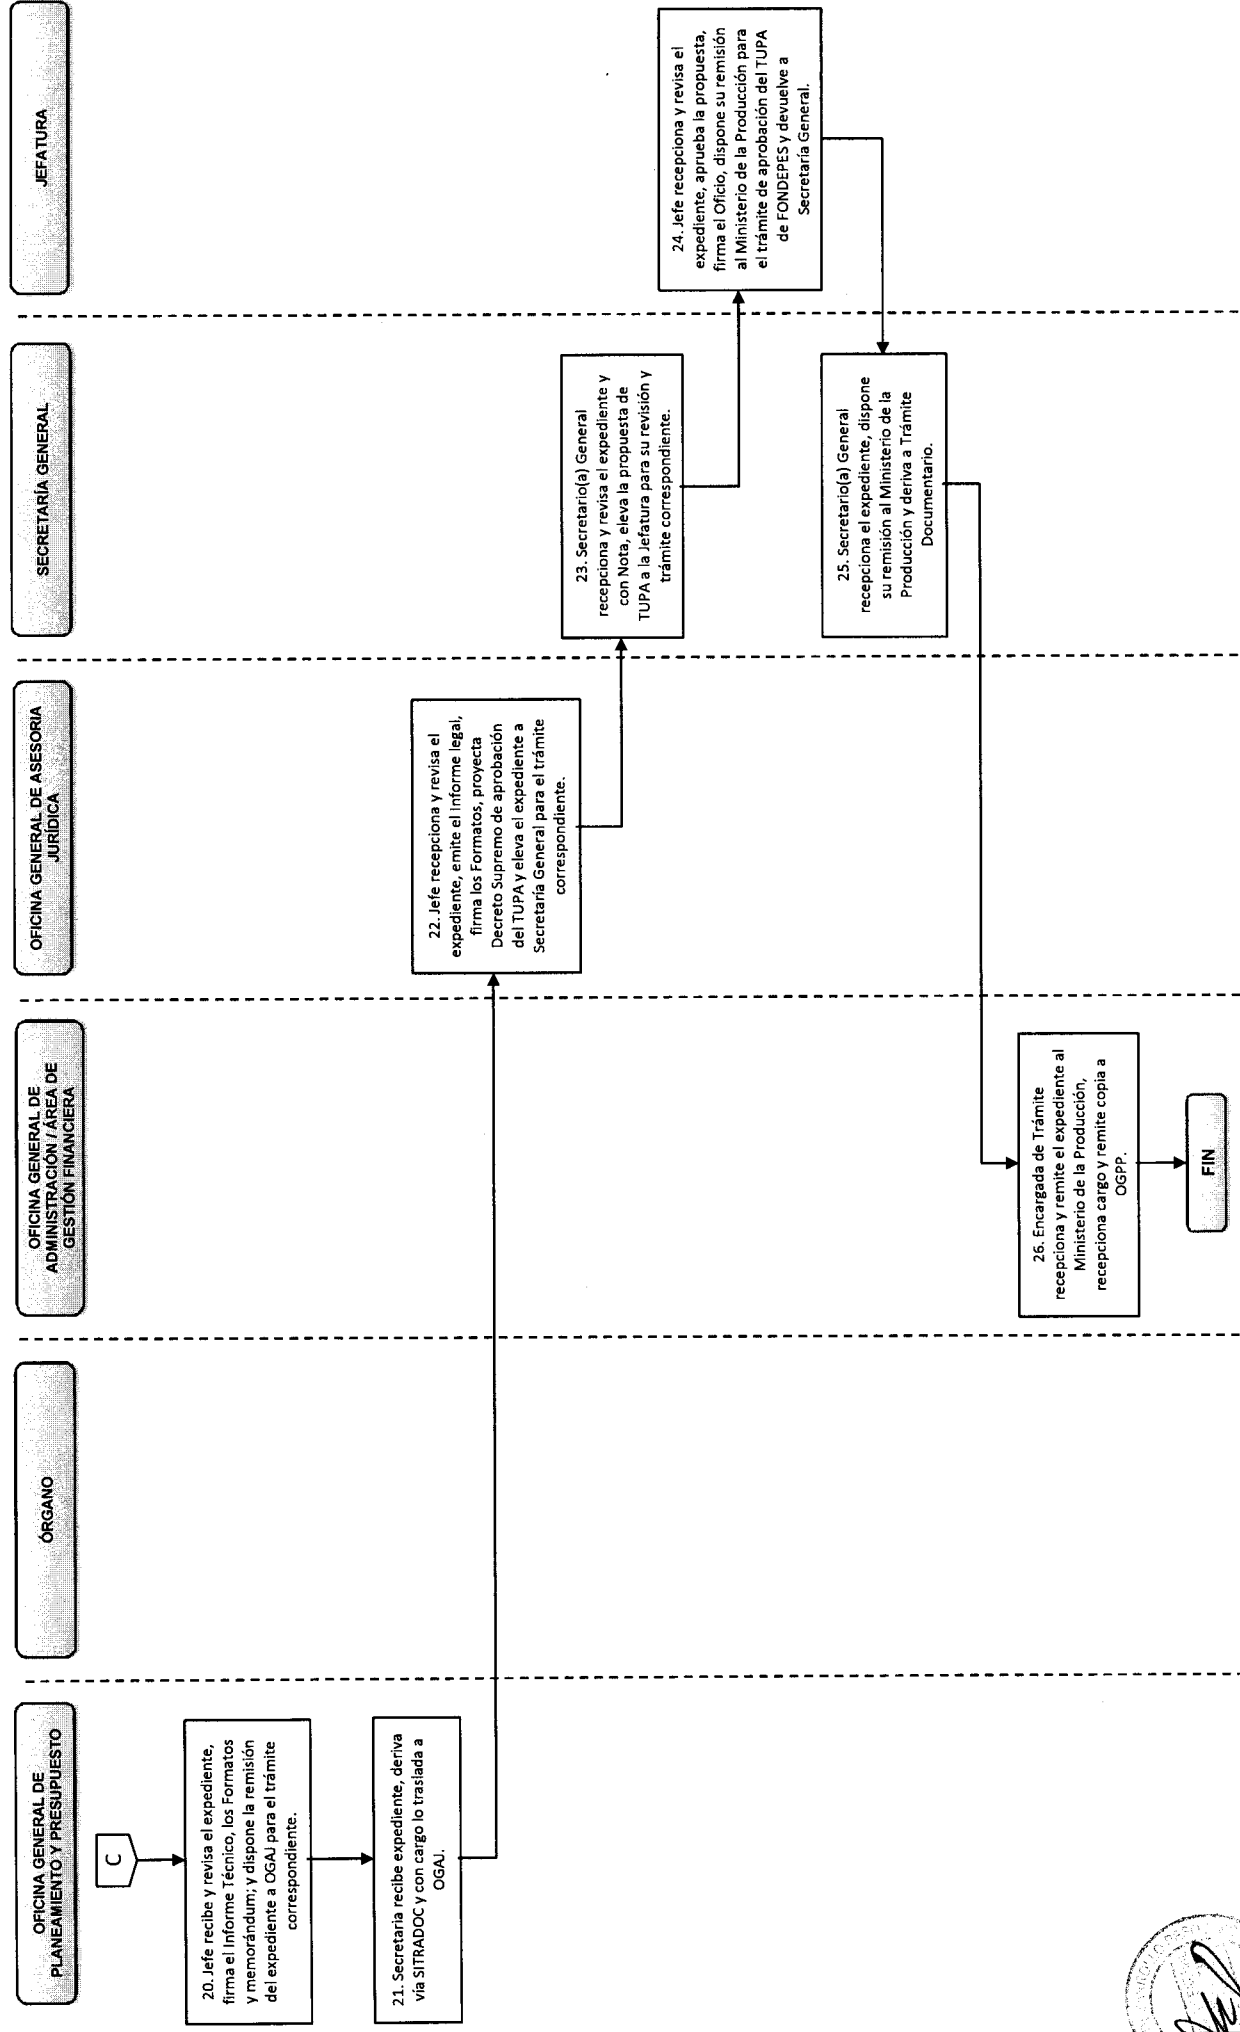 OFICINA GENERAL DE
PLANEAMIENTO Y PRESUPUESTO
ÓRGANO
OFICINA GENERAL DE
ADMINISTRACIÓN / ÁREA DE
GESTIÓN FINANCIERA
OFICINA GENERAL DE ASESORIA
JURÍDICA
SECRETARÍA GENERAL
JEFATURA
C
20. Jefe recibe y revisa el expediente,
firma el Informe Técnico, los Formatos
y memorándum; y dispone la remisión
del expediente a OGAJ para el trámite
correspondiente.
21. Secretaria recibe expediente, deriva
vía SITRADOC y con cargo lo traslada a
OGAJ.
22. Jefe recepciona y revisa el
expediente, emite el Informe legal,
firma los Formatos, proyecta
Decreto Supremo de aprobación
del TUPA y eleva el expediente a
Secretaría General para el trámite
correspondiente.
23. Secretario(a) General
recepciona y revisa el expediente y
con Nota, eleva la propuesta de
TUPA a la Jefatura para su revisión y
trámite correspondiente.
24. Jefe recepciona y revisa el
expediente, aprueba la propuesta,
firma el Oficio, dispone su remisión
al Ministerio de la Producción para
el trámite de aprobación del TUPA
de FONDEPES y devuelve a
Secretaría General.
25. Secretario(a) General
recepciona el expediente, dispone
su remisión al Ministerio de la
Producción y deriva a Trámite
Documentario.
26. Encargada de Trámite
recepciona y remite el expediente al
Ministerio de la Producción,
recepciona cargo y remite copia a
OGPP.
FIN